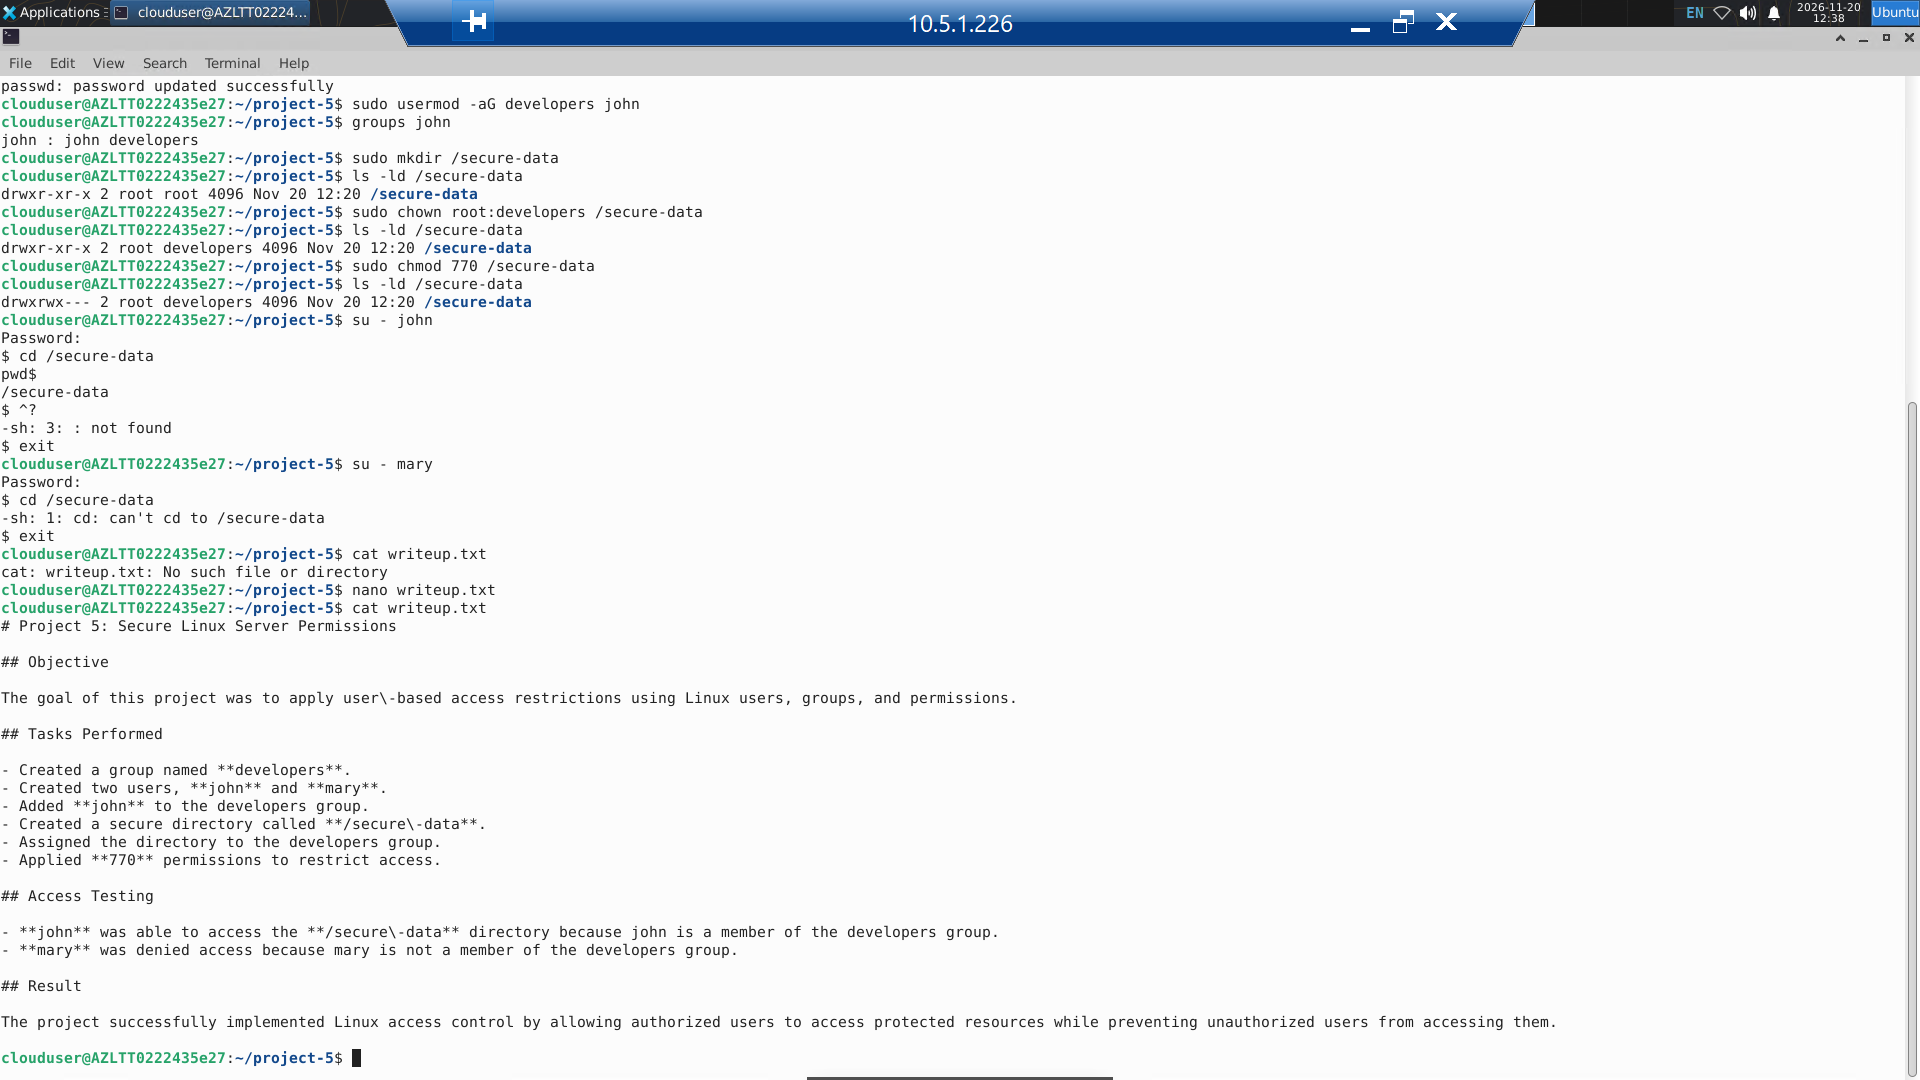 Applications
clouduser@AZLTT02224...
10.5.1.226
EN
2026-11-20
12:38
Ubuntu
File Edit View Search Terminal Help
passwd: password updated successfully
clouduser@AZLTT0222435e27:~/project-5$ sudo usermod -aG developers john
clouduser@AZLTT0222435e27:~/project-5$ groups john
john : john developers
clouduser@AZLTT0222435e27:~/project-5$ sudo mkdir /secure-data
clouduser@AZLTT0222435e27:~/project-5$ ls -ld /secure-data
drwxr-xr-x 2 root root 4096 Nov 20 12:20 /secure-data
clouduser@AZLTT0222435e27:~/project-5$ sudo chown root:developers /secure-data
clouduser@AZLTT0222435e27:~/project-5$ ls -ld /secure-data
drwxr-xr-x 2 root developers 4096 Nov 20 12:20 /secure-data
clouduser@AZLTT0222435e27:~/project-5$ sudo chmod 770 /secure-data
clouduser@AZLTT0222435e27:~/project-5$ ls -ld /secure-data
drwxrwx--- 2 root developers 4096 Nov 20 12:20 /secure-data
clouduser@AZLTT0222435e27:~/project-5$ su - john
Password:
$ cd /secure-data
pwd$
/secure-data
$ ^?
-sh: 3: : not found
$ exit
clouduser@AZLTT0222435e27:~/project-5$ su - mary
Password:
$ cd /secure-data
-sh: 1: cd: can't cd to /secure-data
$ exit
clouduser@AZLTT0222435e27:~/project-5$ cat writeup.txt
cat: writeup.txt: No such file or directory
clouduser@AZLTT0222435e27:~/project-5$ nano writeup.txt
clouduser@AZLTT0222435e27:~/project-5$ cat writeup.txt
# Project 5: Secure Linux Server Permissions
## Objective
The goal of this project was to apply user\-based access restrictions using Linux users, groups, and permissions.
## Tasks Performed
- Created a group named **developers**.
- Created two users, **john** and **mary**.
- Added **john** to the developers group.
- Created a secure directory called **/secure\-data**.
- Assigned the directory to the developers group.
- Applied **770** permissions to restrict access.
## Access Testing
- **john** was able to access the **/secure\-data** directory because john is a member of the developers group.
- **mary** was denied access because mary is not a member of the developers group.
## Result
The project successfully implemented Linux access control by allowing authorized users to access protected resources while preventing unauthorized users from accessing them.
clouduser@AZLTT0222435e27:~/project-5$